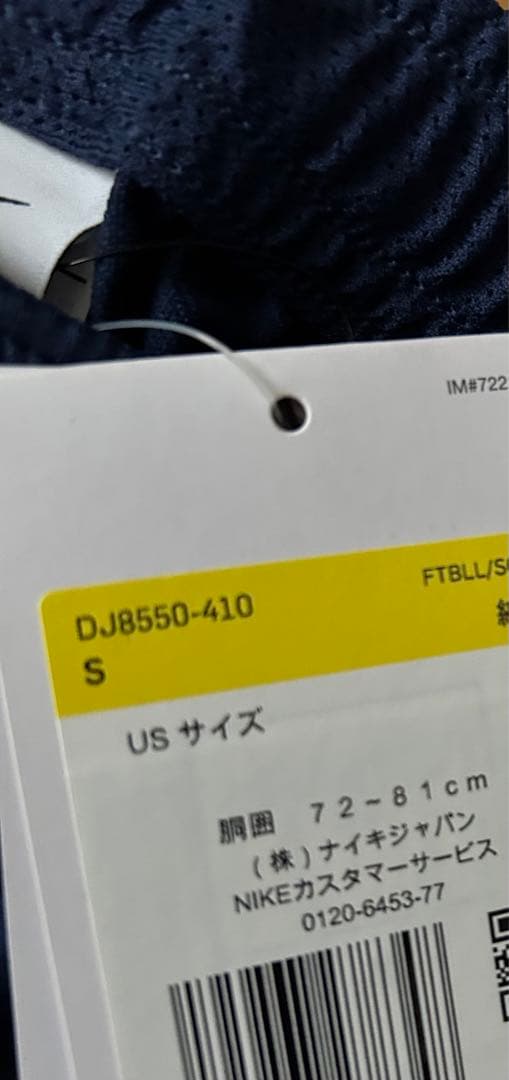 IM#722
FTBLL/S
DJ8550-410
S
US サイズ
胴囲 72~81cm
(株)ナイキジャパン
NIKEカスタマーサービス
0120-6453-77